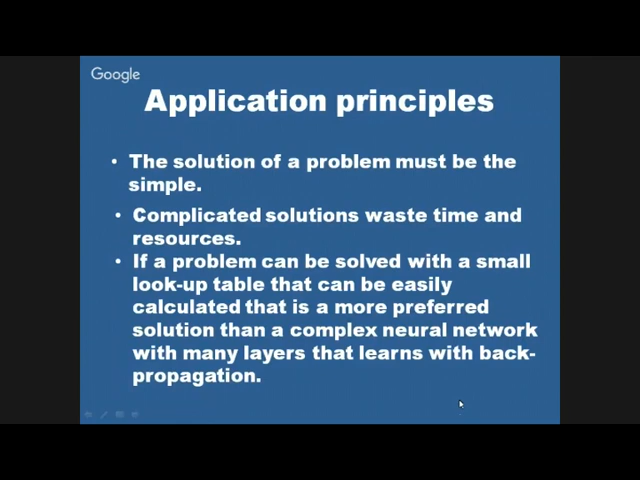 Google
Application principles
• The solution of a problem must be the
simple.
• Complicated solutions waste time and
resources.
• If a problem can be solved with a small
look-up table that can be easily
calculated that is a more preferred
solution than a complex neural network
with many layers that learns with back-
propagation.